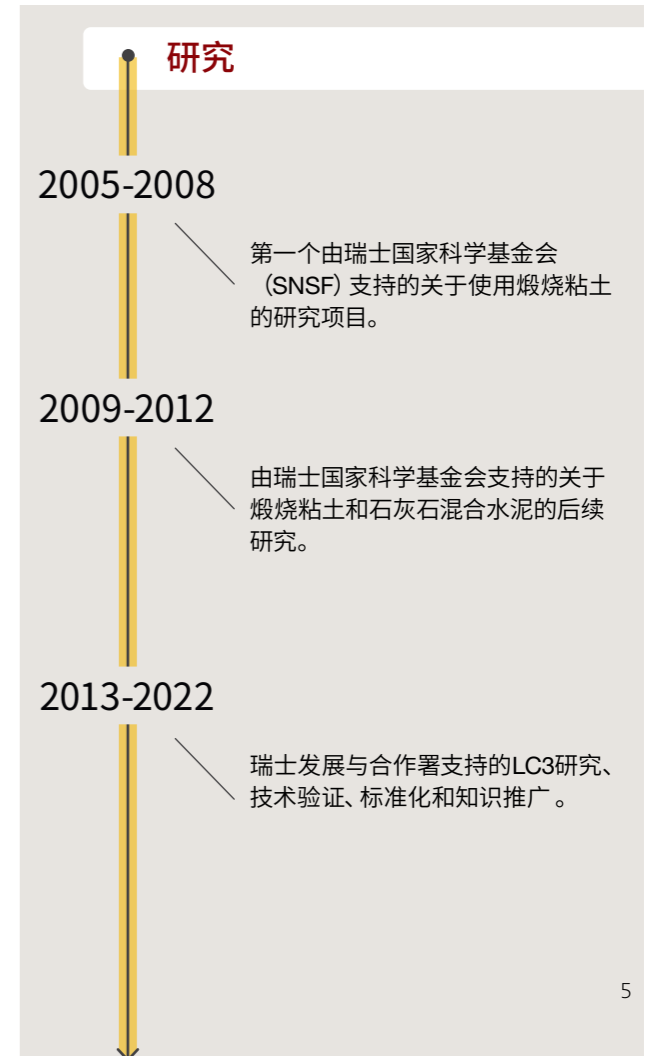 研究
2005-2008
第一个由瑞士国家科学基金会
（SNSF）支持的关于使用煅烧粘土
的研究项目。
2009-2012
由瑞士国家科学基金会支持的关于
煅烧粘土和石灰石混合水泥的后续
研究。
2013-2022
瑞士发展与合作署支持的LC3研究、
技术验证、标准化和知识推广。
5